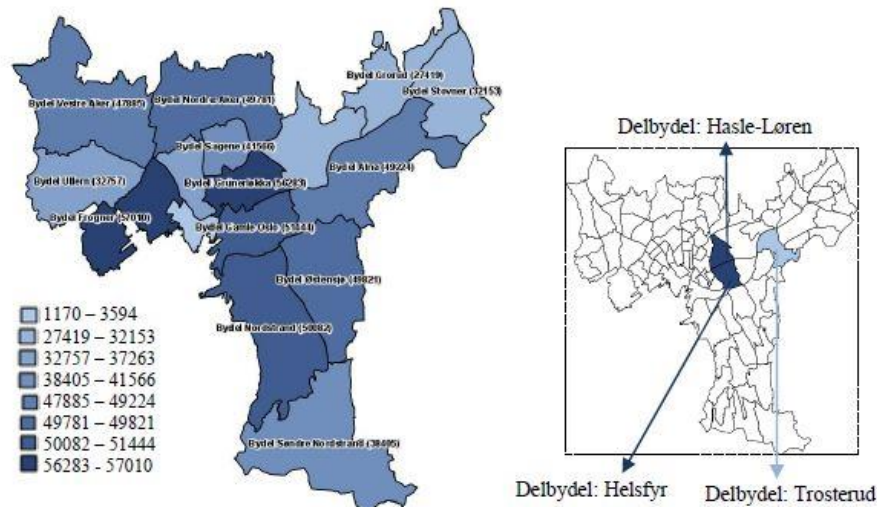 Bydel Grorud (27419)
Bydel Stovner (32153)
Bydel Vestre Aker (47885)
Bydel Nordre Aker (49781)
Bydel Sagene (41566)
Bydel Alna (49224)
Bydel Ullern (32757)
Bydel Grünerløkka (56283)
Bydel Frogner (57010)
Bydel Gamle Oslo (51444)
Bydel Østensjø (49821)
Bydel Nordstrand (50082)
Bydel Søndre Nordstrand (38405)
1170 – 3594
27419 – 32153
32757 – 37263
38405 – 41566
47885 – 49224
49781 – 49821
50082 – 51444
56283 - 57010
Delbydel: Hasle-Løren
Delbydel: Helsfyr
Delbydel: Trosterud